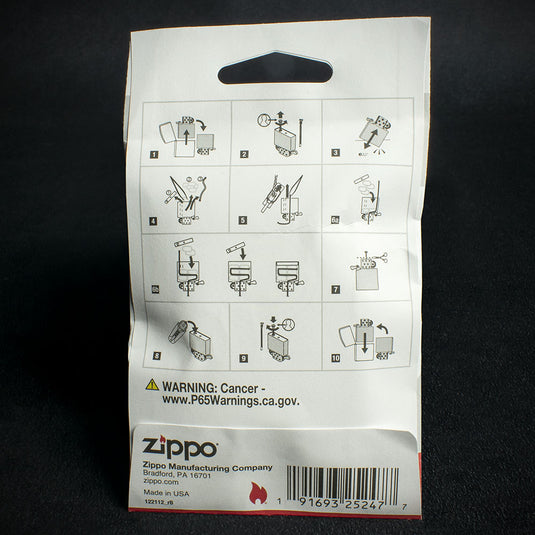 1
2
3
4
5
6a
6b
7
8
9
10
WARNING: Cancer -
www.P65Warnings.ca.gov.
zippo
Zippo Manufacturing Company
Bradford, PA 16701
zippo.com
Made in USA
122112_r8
1 91693 25247 7